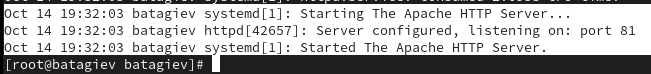 Oct 14 19:32:03 batagiev systemd[1]: Starting The Apache HTTP Server...
Oct 14 19:32:03 batagiev httpd[42657]: Server configured, listening on: port 81
Oct 14 19:32:03 batagiev systemd[1]: Started The Apache HTTP Server.
[root@batagiev batagiev]#